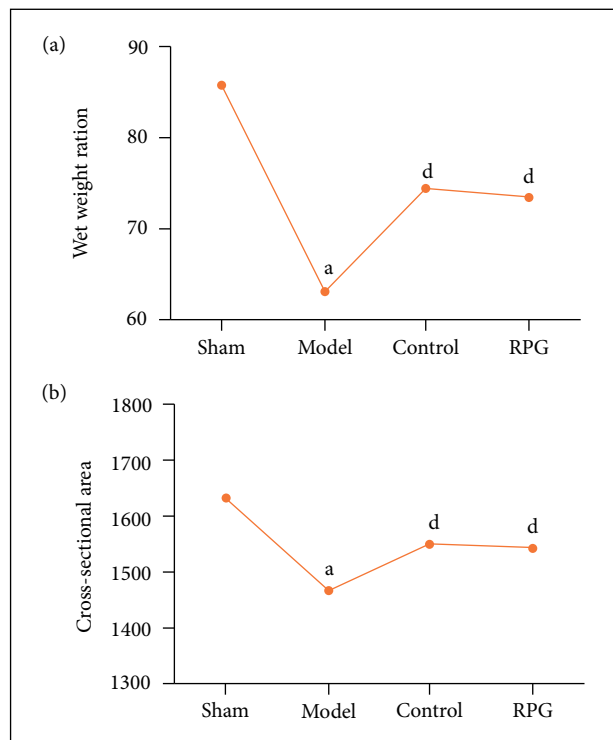 (a)
90
80
70
60
Wet weight ration
a
d
d
Sham Model Control RPG
(b)
1800
1700
1600
1500
1400
1300
Cross-sectional area
a
d
d
Sham Model Control RPG